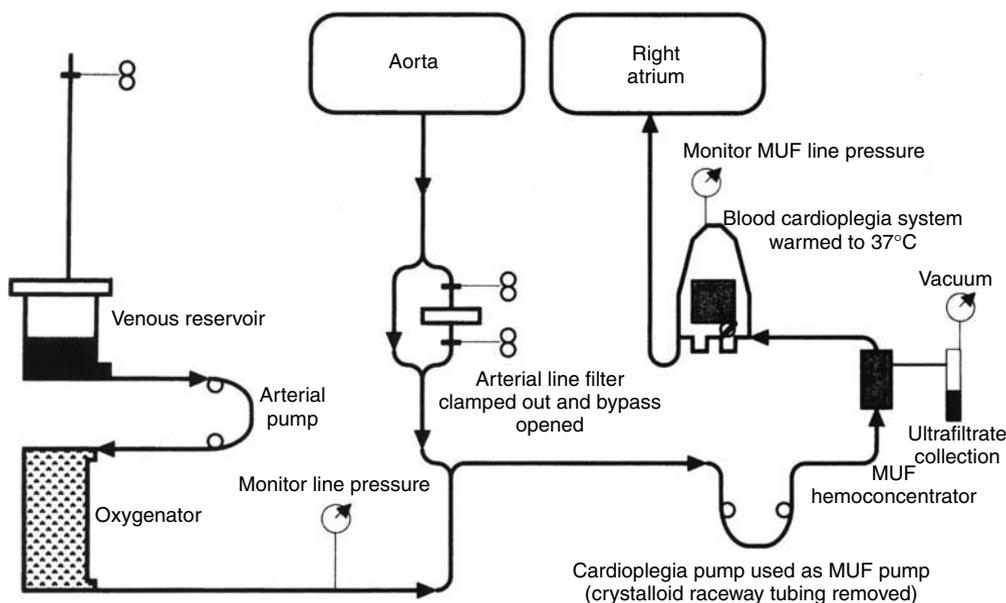 Aorta
Right
atrium
Monitor MUF line pressure
Blood cardioplegia system
warmed to 37°C
Vacuum
Venous reservoir
Arterial
pump
Arterial line filter
clamped out and bypass
opened
Ultrafiltrate
collection
MUF
hemoconcentrator
Monitor line pressure
Oxygenator
Cardioplegia pump used as MUF pump
(crystalloid raceway tubing removed)